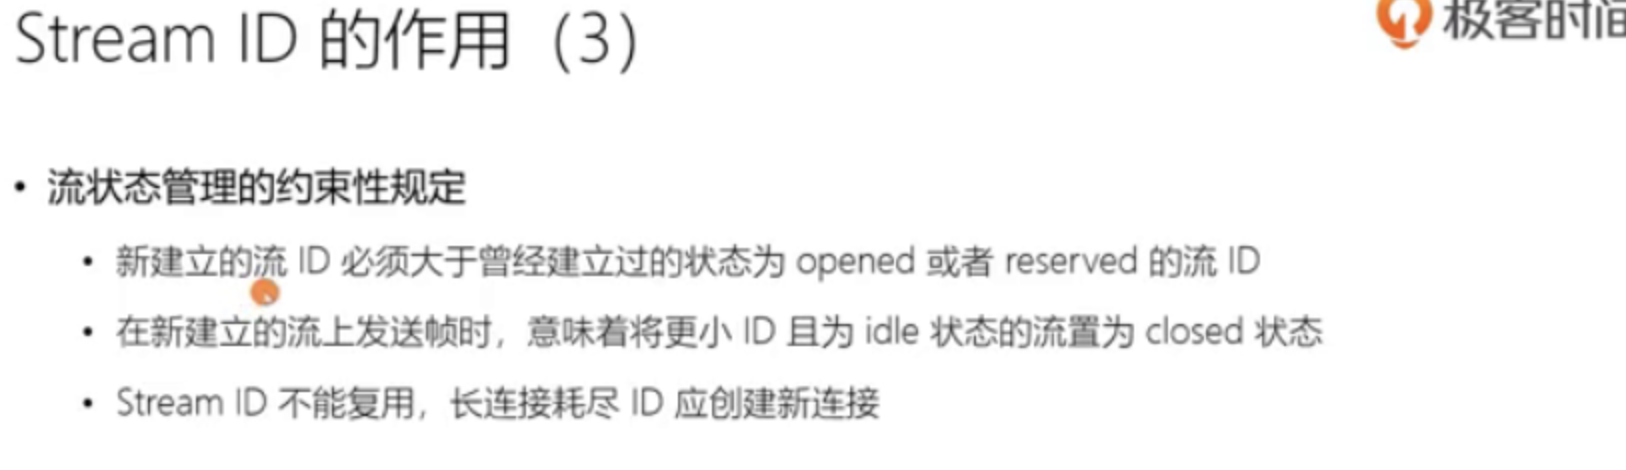 Stream ID 的作用（3）
极客时间
• 流状态管理的约束性规定
• 新建立的流 ID 必须大于曾经建立过的状态为 opened 或者 reserved 的流 ID
• 在新建立的流上发送帧时，意味着将更小 ID 且为 idle 状态的流置为 closed 状态
• Stream ID 不能复用，长连接耗尽 ID 应创建新连接